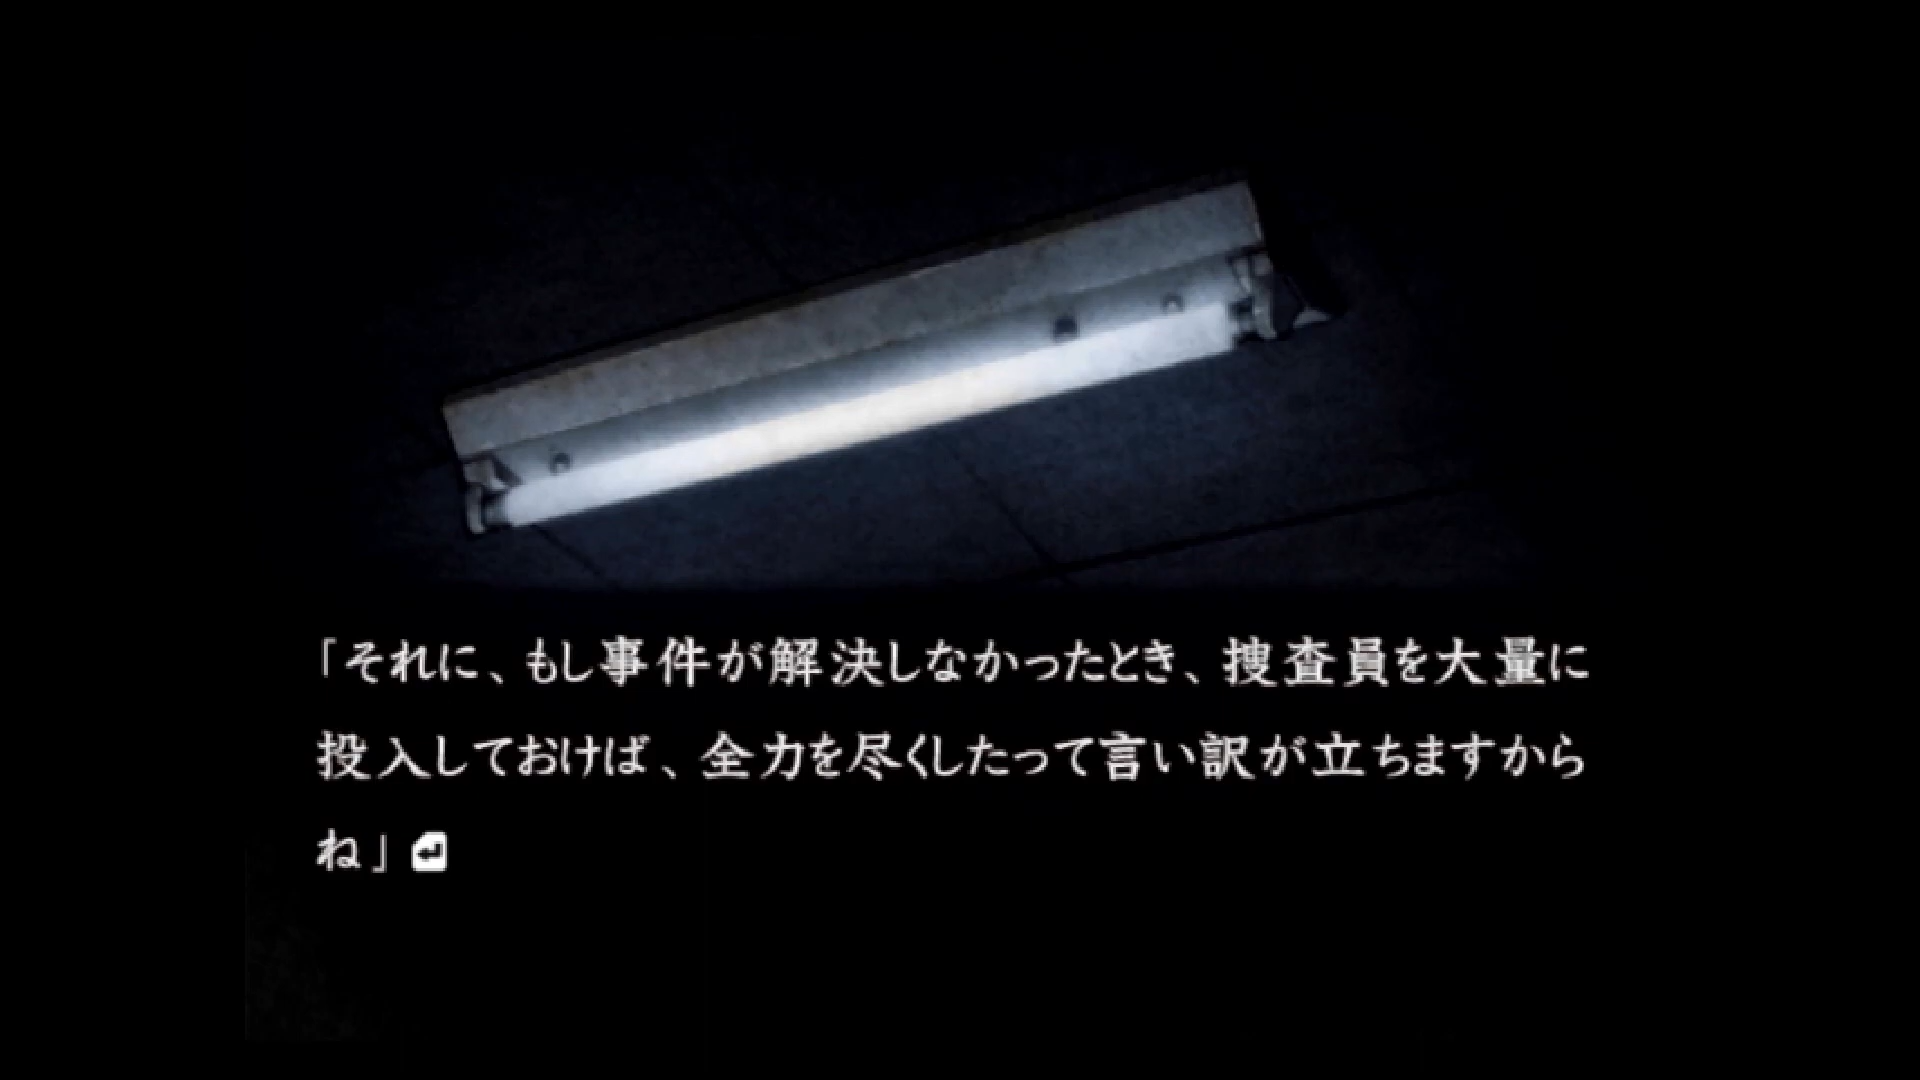 「それに、もし事件が解決しなかったとき、捜査員を大量に
投入しておけば、全力を尽くしたって言い訳が立ちますから
ね」